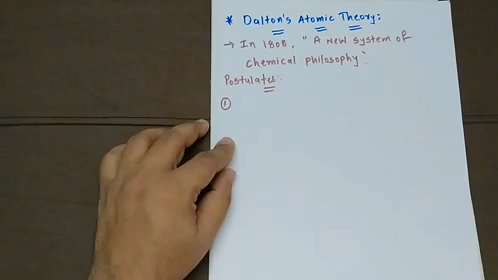 * Dalton's Atomic Theory:
→ In 1808, "A New system of
chemical philosophy".
Postulates:
①